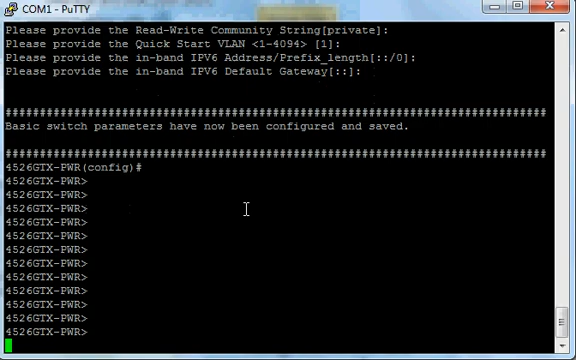 COM1 - PuTTY
Please provide the Read-Write Community String[private]:
Please provide the Quick Start VLAN <1-4094> [1]:
Please provide the in-band IPV6 Address/Prefix_length[::/0]:
Please provide the in-band IPV6 Default Gateway[::]:
################################################################################
Basic switch parameters have now been configured and saved.
################################################################################
4526GTX-PWR(config)#
4526GTX-PWR>
4526GTX-PWR>
4526GTX-PWR>
4526GTX-PWR>
4526GTX-PWR>
4526GTX-PWR>
4526GTX-PWR>
4526GTX-PWR>
4526GTX-PWR>
4526GTX-PWR>
4526GTX-PWR>
4526GTX-PWR>